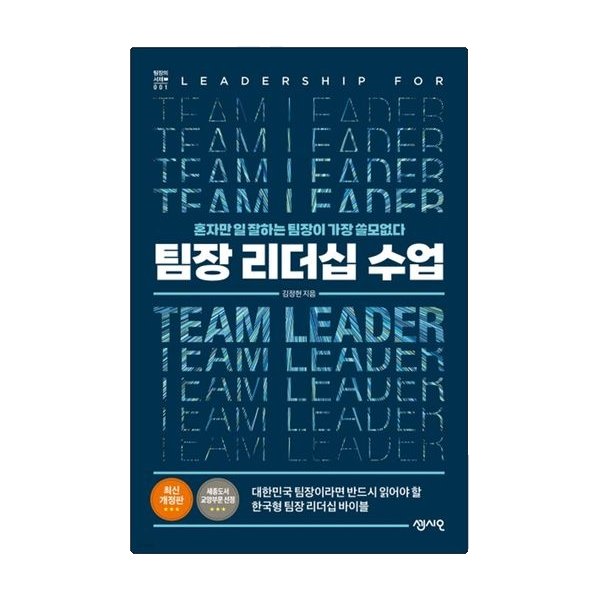 팀장의
서재
001
LEADERSHIP FOR
TEAM LEADER
TEAM LEADER
TEAM LEADER
TEAM LEADER
혼자만 일 잘하는 팀장이 가장 쓸모없다
팀장 리더십 수업
김정현 지음
TEAM LEADER
TEAM LEADER
TEAM LEADER
TEAM LEADER
TEAM LEADER
최신
개정판
세종도서
교양부문 선정
대한민국 팀장이라면 반드시 읽어야 할
한국형 팀장 리더십 바이블
센시오